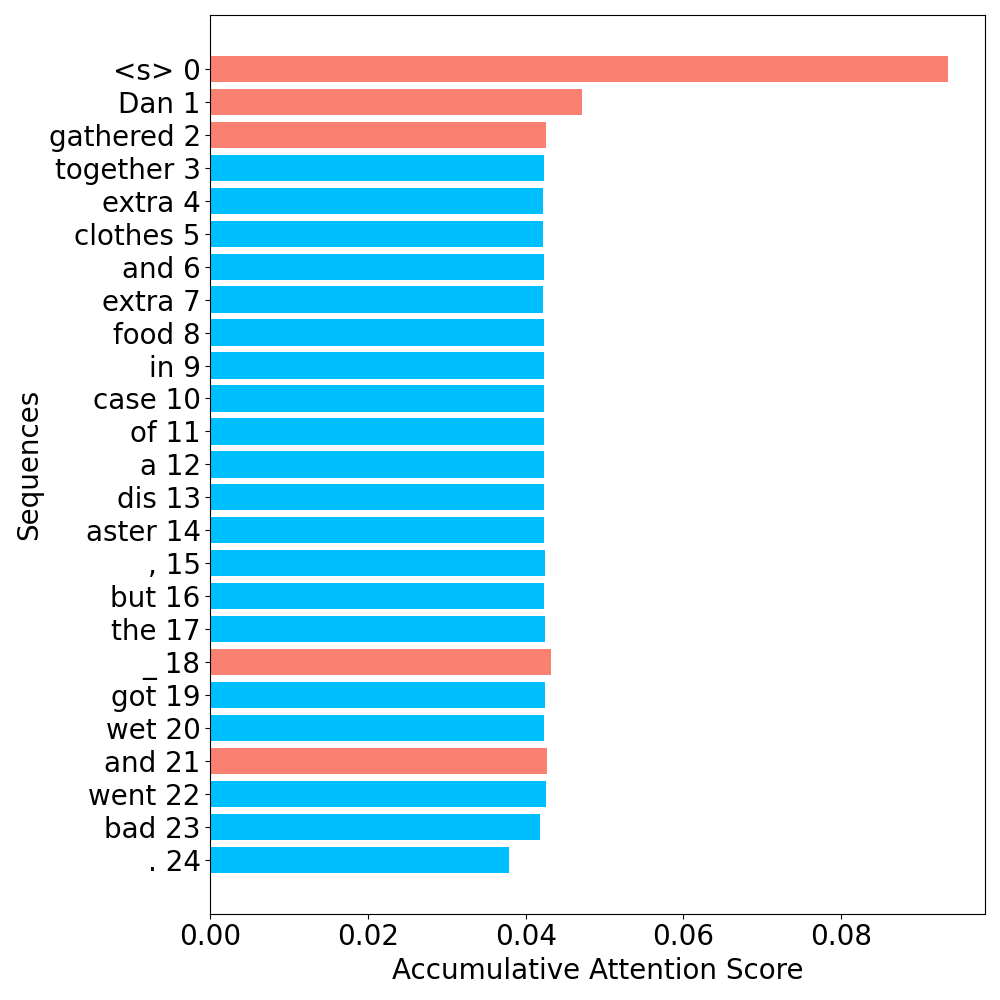 <s> 0
Dan 1
gathered 2
together 3
extra 4
clothes 5
and 6
extra 7
food 8
in 9
case 10
of 11
a 12
dis 13
aster 14
, 15
but 16
the 17
_ 18
got 19
wet 20
and 21
went 22
bad 23
. 24
Sequences
0.00 0.02 0.04 0.06 0.08
Accumulative Attention Score